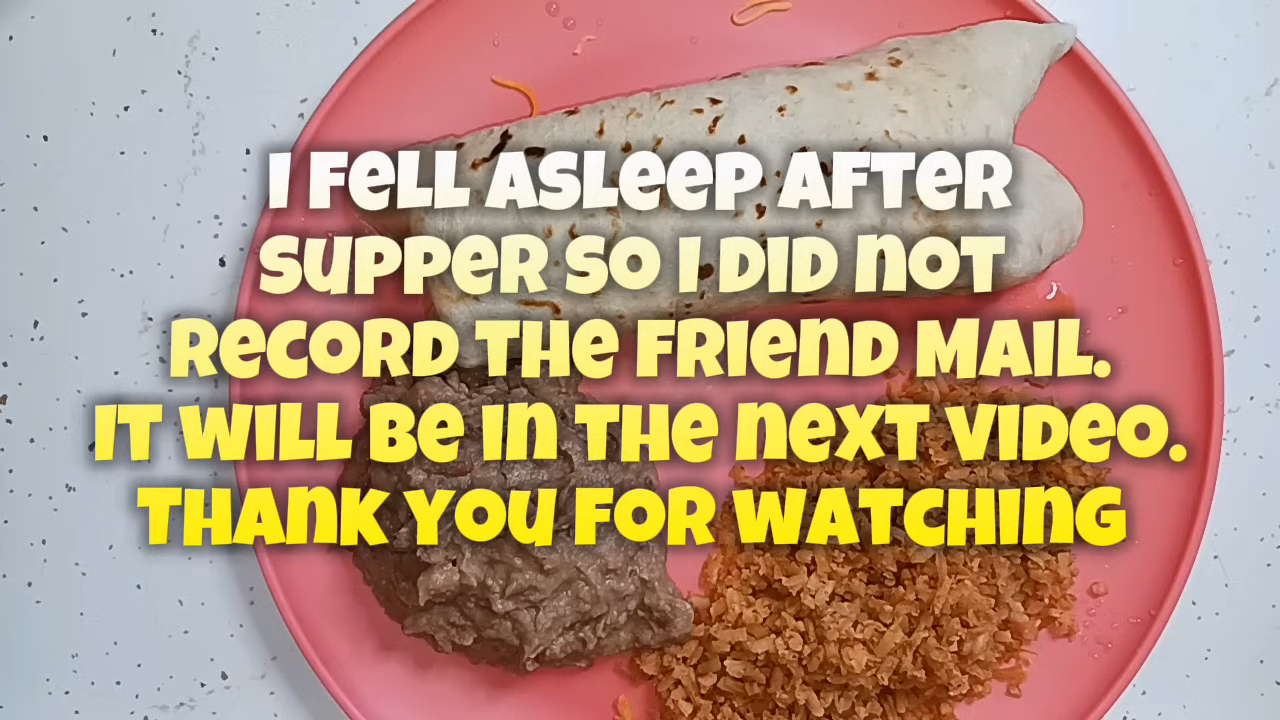 I FELL ASLEEP AFTER
SUPPER SO I DID NOT
RECORD THE FRIEND MAIL.
IT WILL BE IN THE NEXT VIDEO.
THANK YOU FOR WATCHING